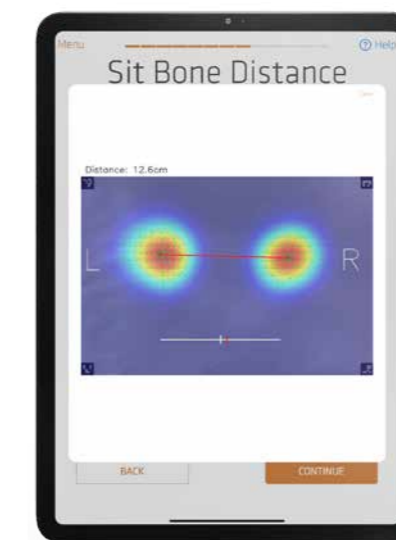 Menu
Help
Sit Bone Distance
Distance: 12.6cm
L
R
BACK
CONTINUE